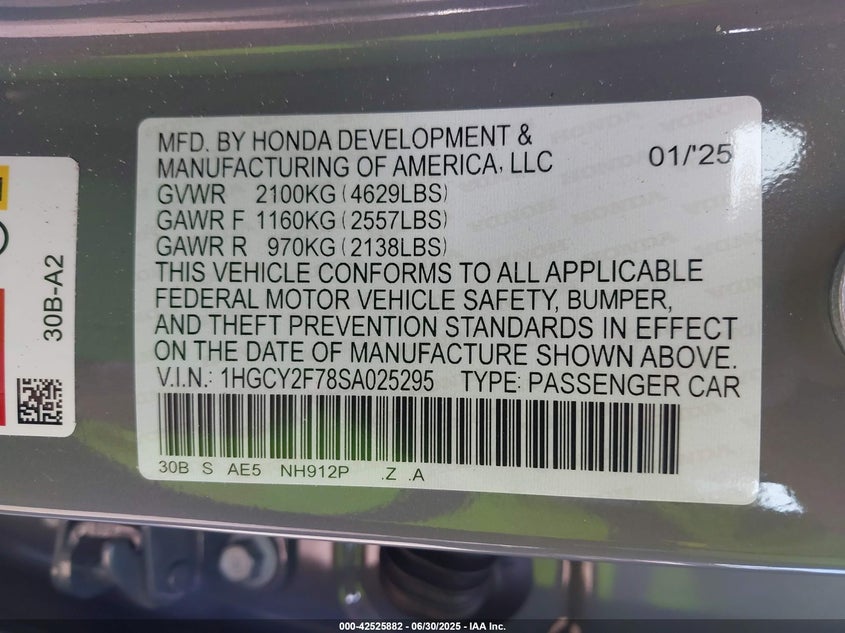 MFD. BY HONDA DEVELOPMENT &
MANUFACTURING OF AMERICA, LLC 01/'25
GVWR 2100KG (4629LBS)
GAWR F 1160KG (2557LBS)
GAWR R 970KG (2138LBS)
THIS VEHICLE CONFORMS TO ALL APPLICABLE
FEDERAL MOTOR VEHICLE SAFETY, BUMPER,
AND THEFT PREVENTION STANDARDS IN EFFECT
ON THE DATE OF MANUFACTURE SHOWN ABOVE.
V.I.N.: 1HGCY2F78SA025295 TYPE: PASSENGER CAR
30B S AE5 NH912P .Z .A
30B-A2
000-42525882 - 06/30/2025 - IAA Inc.